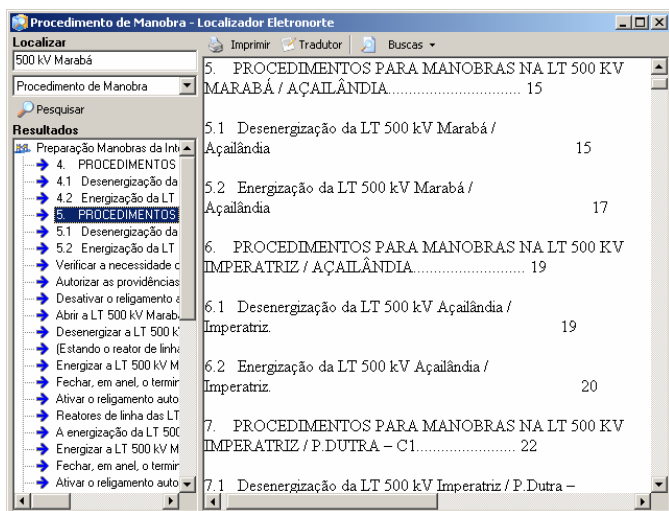 Procedimento de Manobra - Localizador Eletronorte
Localizar
500 kV Marabá
Procedimento de Manobra
Pesquisar
Resultados
Preparação Manobras da Inte
4. PROCEDIMENTOS
4.1 Desenergização da
4.2 Energização da LT
5. PROCEDIMENTOS
5.1 Desenergização da
5.2 Energização da LT
Verificar a necessidade d
Autorizar as providências
Desativar o religamento a
Abrir a LT 500 kV Marab
Desenergizar a LT 500 k
(Estando o reator de linha
Energizar a LT 500 kV M
Fechar, em anel, o termin
Ativar o religamento auto
Reatores de linha das LT
A energização da LT 500
Energizar a LT 500 kV M
Fechar, em anel, o termin
Ativar o religamento auto
Imprimir Tradutor Buscas
5. PROCEDIMENTOS PARA MANOBRAS NA LT 500 KV
MARABÁ / AÇAILÂNDIA........................... 15
5.1 Desenergização da LT 500 kV Marabá /
Açailândia 15
5.2 Energização da LT 500 kV Marabá /
Açailândia 17
6. PROCEDIMENTOS PARA MANOBRAS NA LT 500 KV
IMPERATRIZ / AÇAILÂNDIA...................... 19
6.1 Desenergização da LT 500 kV Açailândia /
Imperatriz. 19
6.2 Energização da LT 500 kV Açailândia /
Imperatriz. 20
7. PROCEDIMENTOS PARA MANOBRAS NA LT 500 KV
IMPERATRIZ / P.DUTRA – C1...................... 22
7.1 Desenergização da LT 500 kV Imperatriz / P.Dutra –